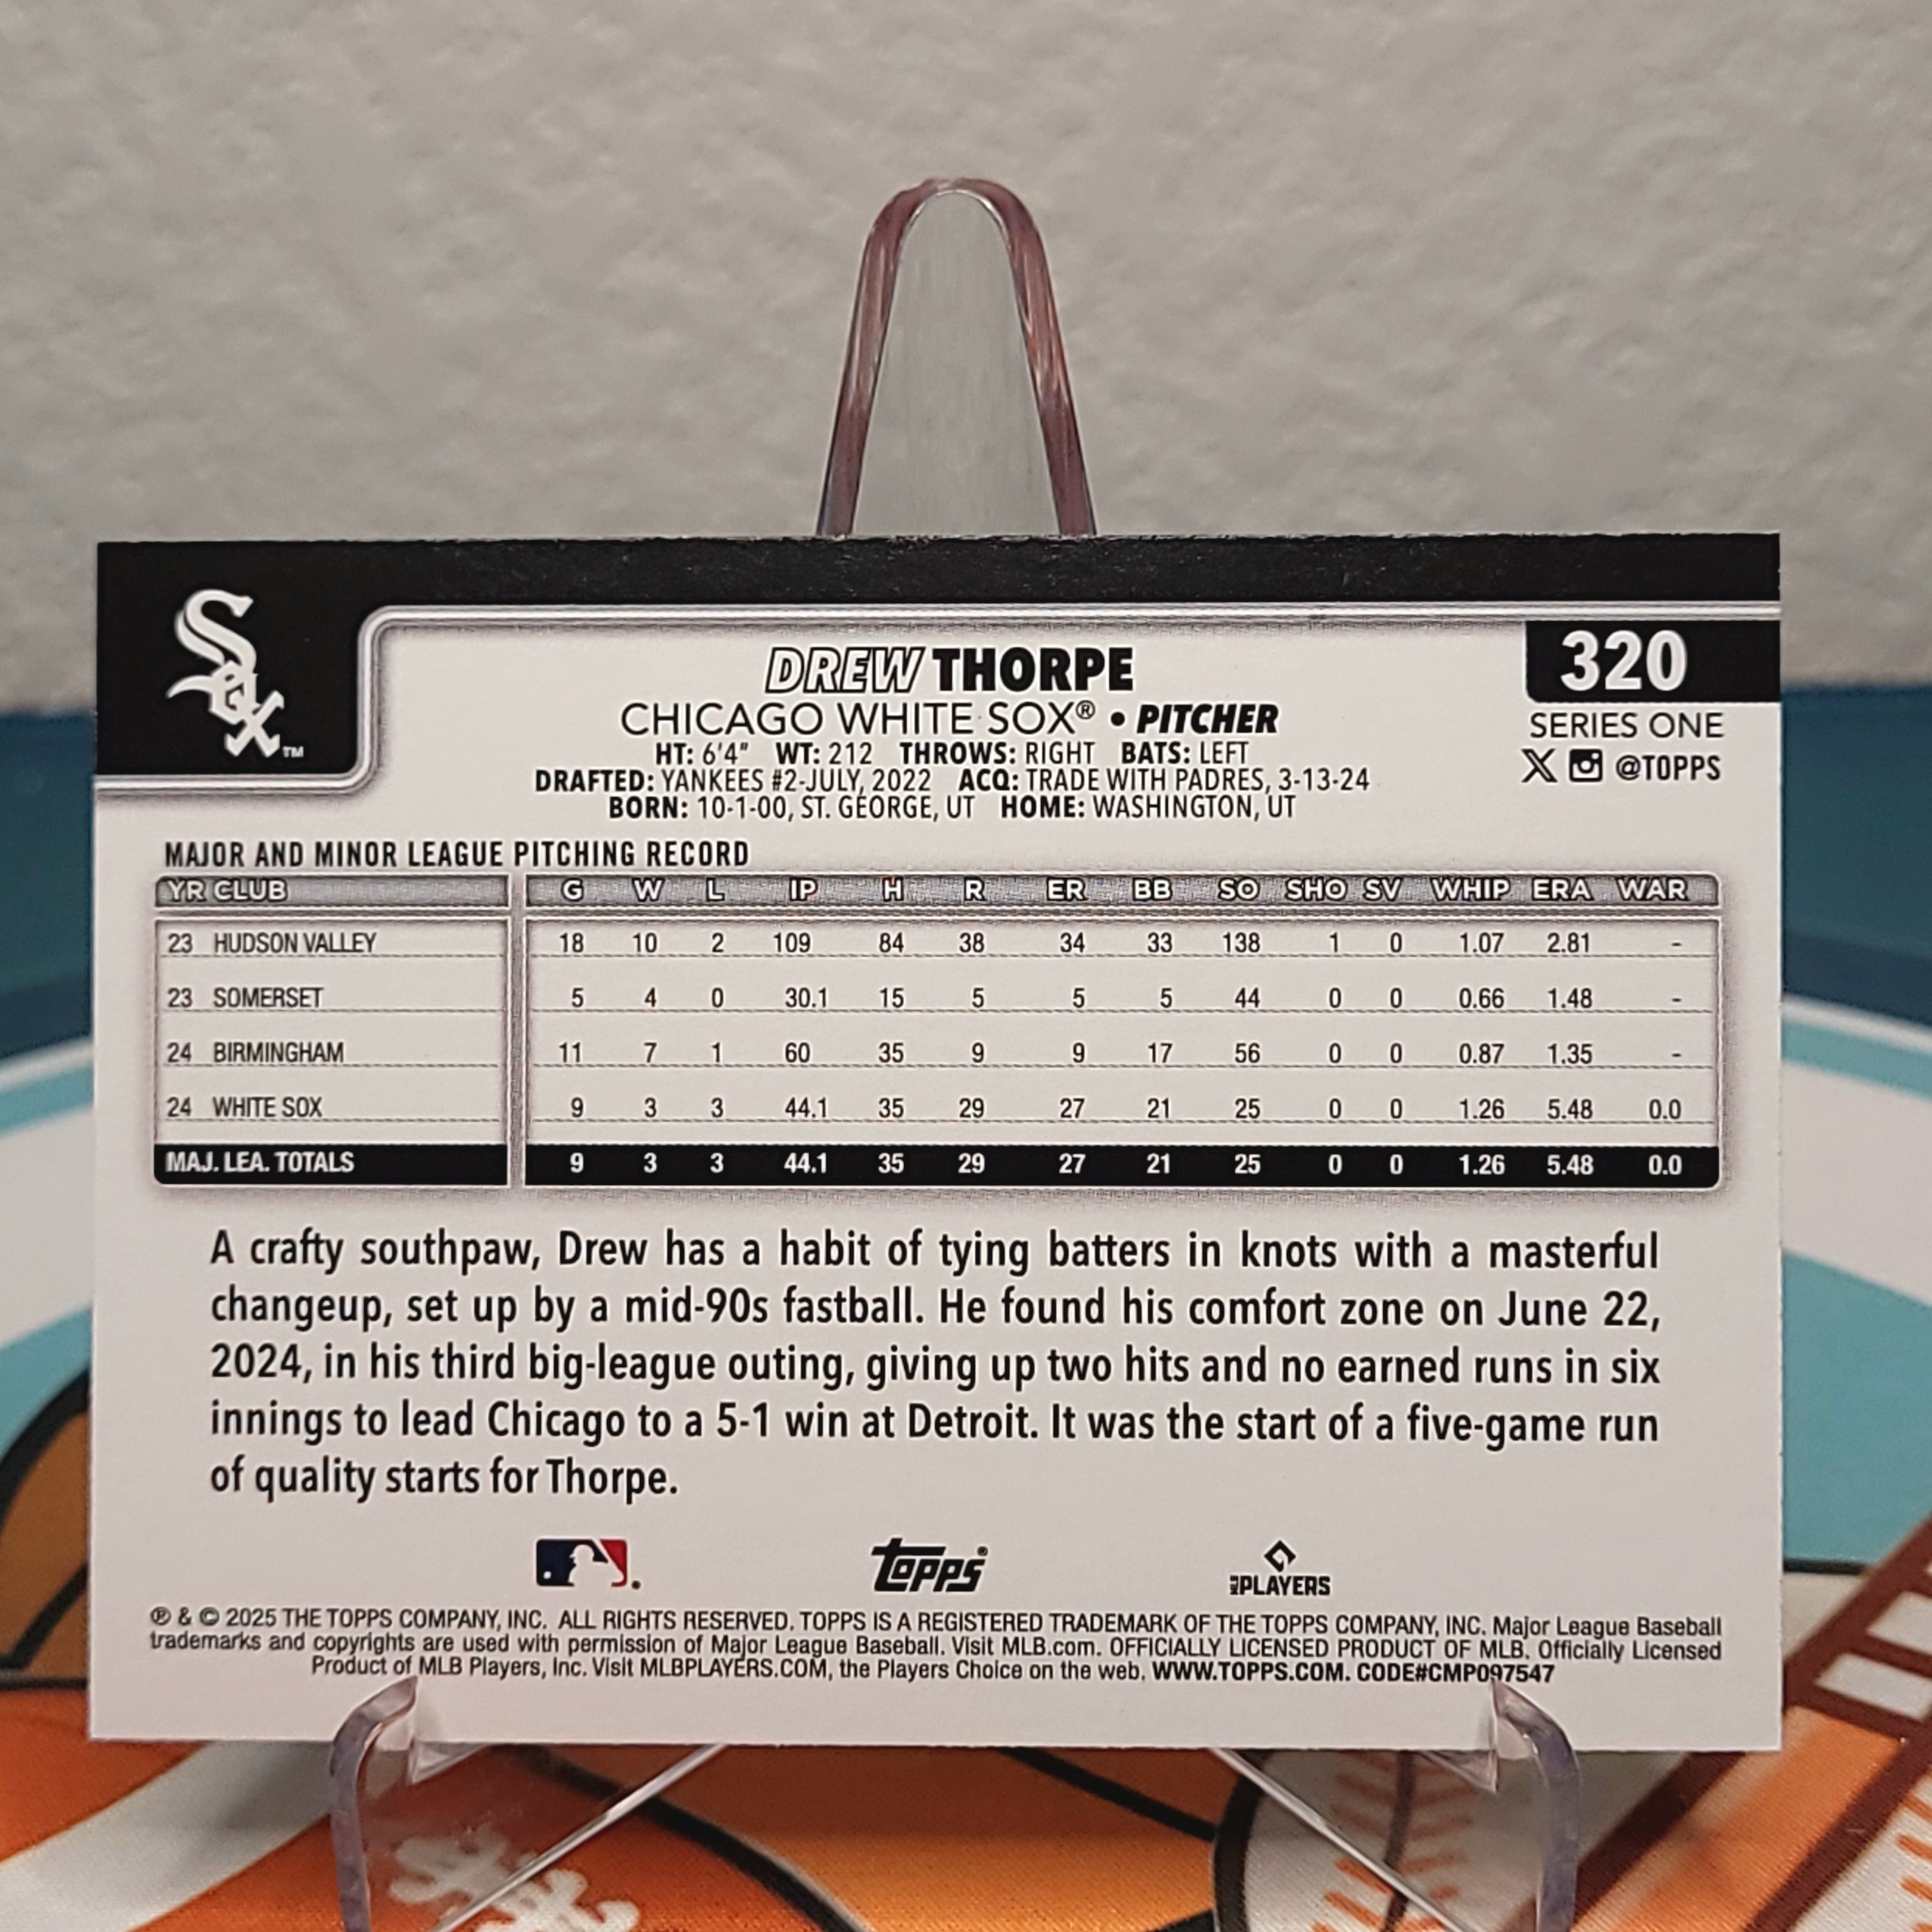 Sox™
DREW THORPE
320
CHICAGO WHITE SOX® • PITCHER
SERIES ONE
HT: 6'4" WT: 212 THROWS: RIGHT BATS: LEFT
@TOPPS
DRAFTED: YANKEES #2-JULY, 2022 ACQ: TRADE WITH PADRES, 3-13-24
BORN: 10-1-00, ST. GEORGE, UT HOME: WASHINGTON, UT
MAJOR AND MINOR LEAGUE PITCHING RECORD
YR CLUB G W L IP H R ER BB SO SHO SV WHIP ERA WAR
23 HUDSON VALLEY 18 10 2 109 84 38 34 33 138 1 0 1.07 2.81 -
23 SOMERSET 5 4 0 30.1 15 5 5 5 44 0 0 0.66 1.48 -
24 BIRMINGHAM 11 7 1 60 35 9 9 17 56 0 0 0.87 1.35 -
24 WHITE SOX 9 3 3 44.1 35 29 27 21 25 0 0 1.26 5.48 0.0
MAJ. LEA. TOTALS 9 3 3 44.1 35 29 27 21 25 0 0 1.26 5.48 0.0
A crafty southpaw, Drew has a habit of tying batters in knots with a masterful
changeup, set up by a mid-90s fastball. He found his comfort zone on June 22,
2024, in his third big-league outing, giving up two hits and no earned runs in six
innings to lead Chicago to a 5-1 win at Detroit. It was the start of a five-game run
of quality starts for Thorpe.
Topps®
MLB PLAYERS
® & © 2025 THE TOPPS COMPANY, INC. ALL RIGHTS RESERVED. TOPPS IS A REGISTERED TRADEMARK OF THE TOPPS COMPANY, INC. Major League Baseball
trademarks and copyrights are used with permission of Major League Baseball. Visit MLB.com. OFFICIALLY LICENSED PRODUCT OF MLB. Officially Licensed
Product of MLB Players, Inc. Visit MLBPLAYERS.COM, the Players Choice on the web. WWW.TOPPS.COM. CODE#CMP097547